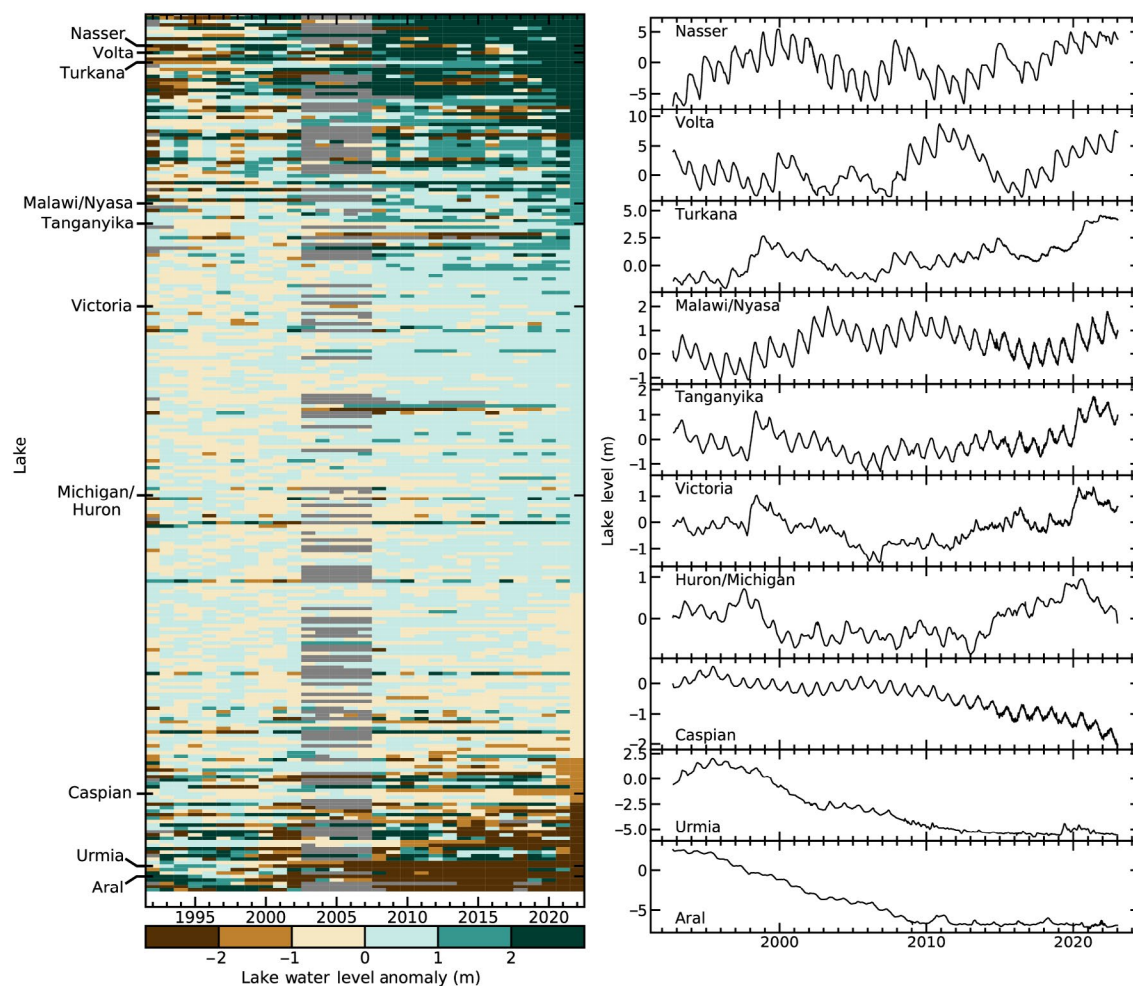 Nasser
Volta
Turkana
Malawi/Nyasa
Tanganyika
Victoria
Lake
Michigan/
Huron
Caspian
Urmia
Aral
1995 2000 2005 2010 2015 2020
−2 −1 0 1 2
Lake water level anomaly (m)
Lake level (m)
Nasser
5
0
−5
Volta
10
5
0
Turkana
5.0
2.5
0.0
Malawi/Nyasa
2
1
0
−1
Tanganyika
2
1
0
−1
Victoria
1
0
−1
Huron/Michigan
1
0
Caspian
0
−1
−2
Urmia
2.5
0.0
−2.5
−5.0
Aral
0
−5
2000 2010 2020